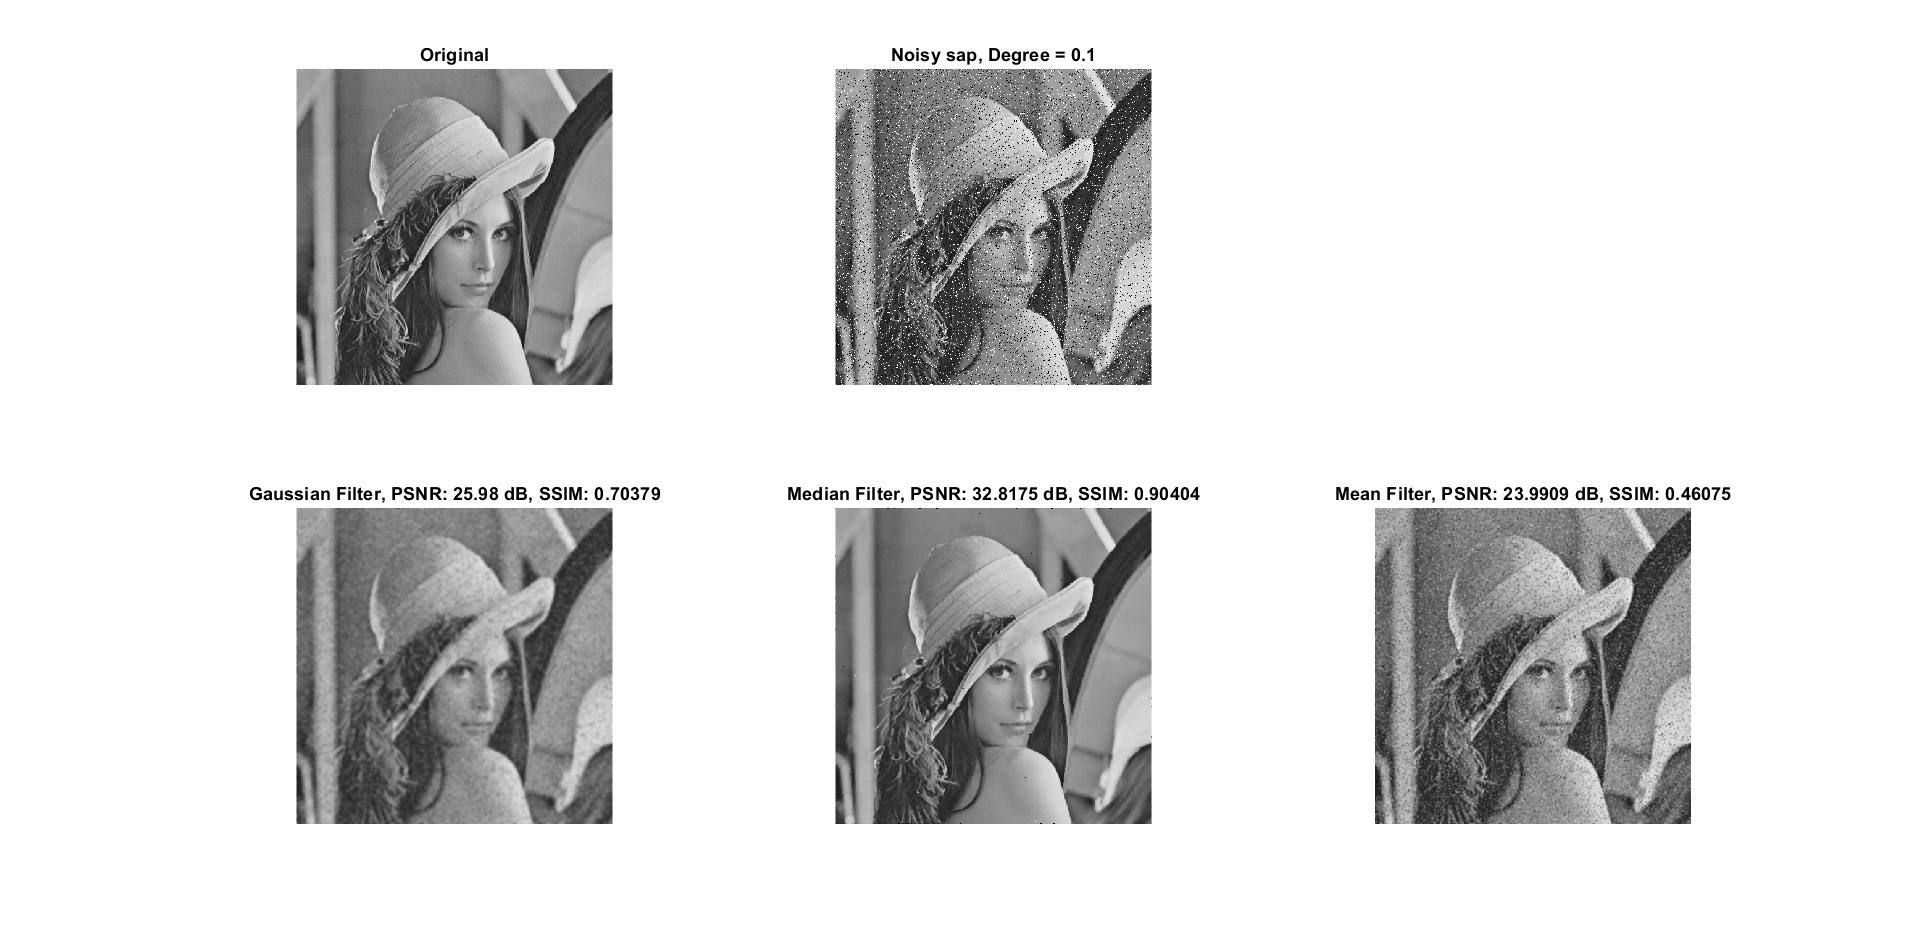 Original
Noisy sap, Degree = 0.1
Gaussian Filter, PSNR: 25.98 dB, SSIM: 0.70379
Median Filter, PSNR: 32.8175 dB, SSIM: 0.90404
Mean Filter, PSNR: 23.9909 dB, SSIM: 0.46075